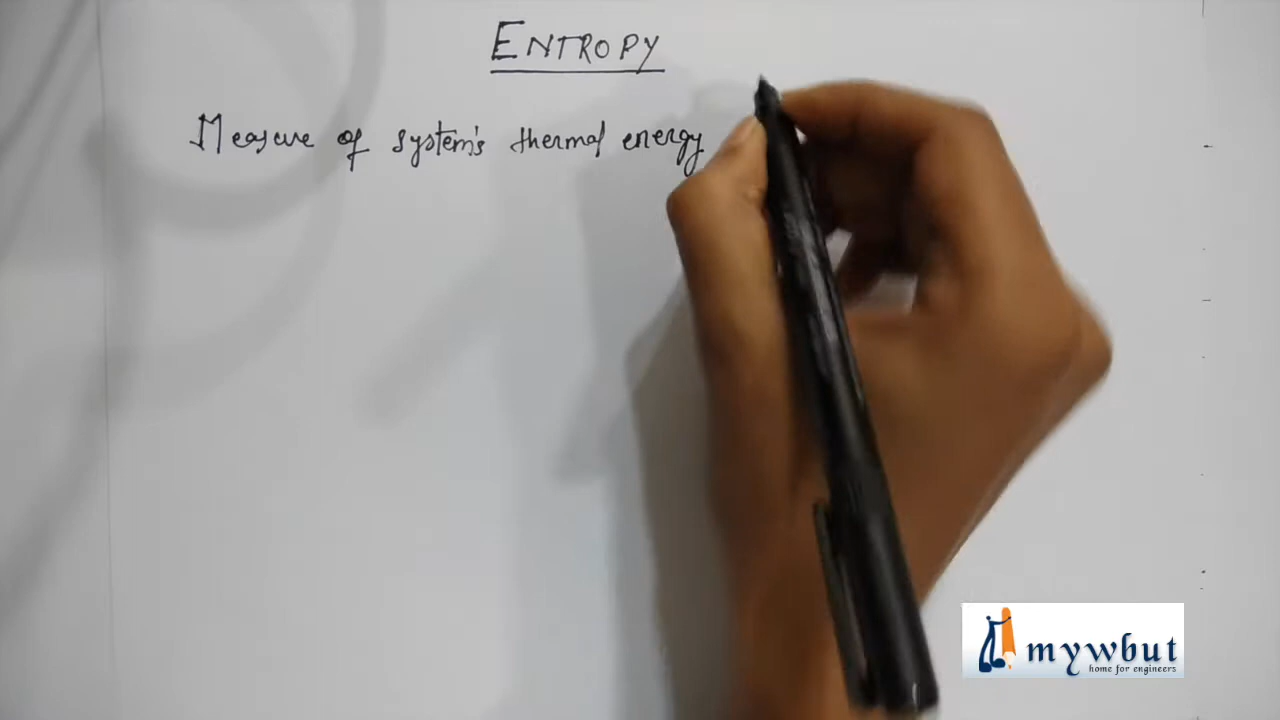 ENTROPY
Measure of system's thermal energy
mywbut
home for engineers